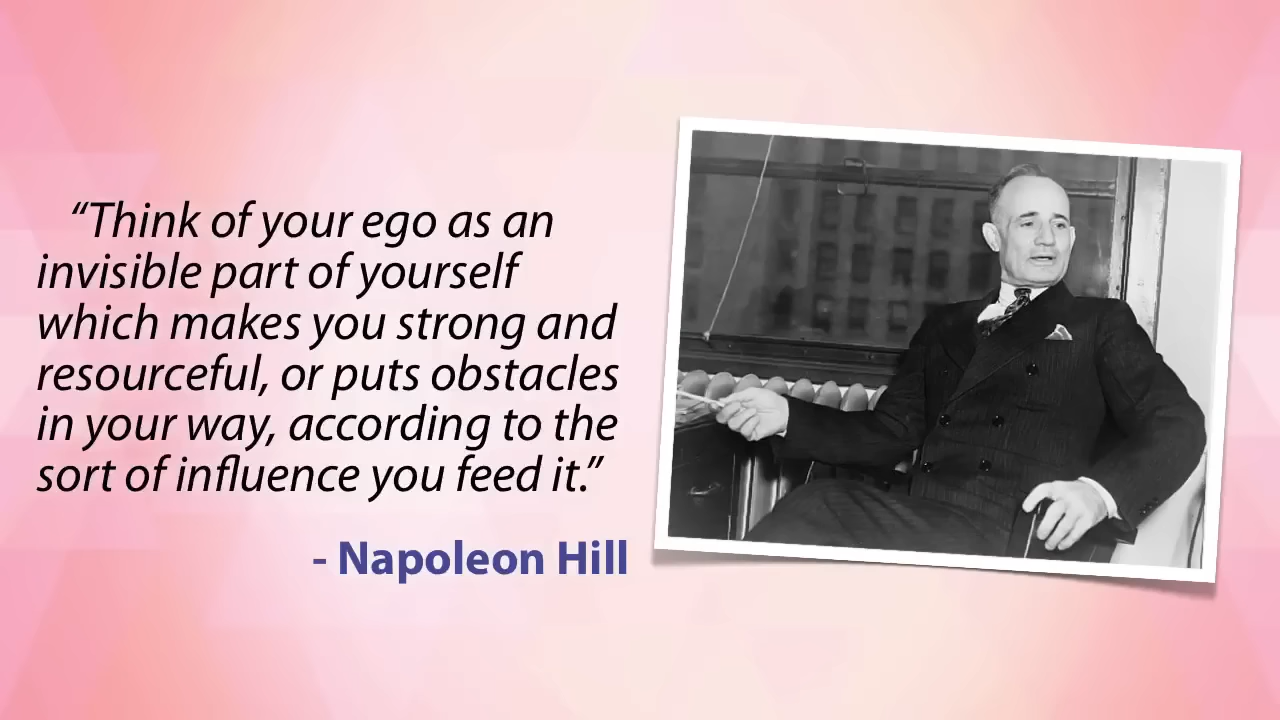 “Think of your ego as an
invisible part of yourself
which makes you strong and
resourceful, or puts obstacles
in your way, according to the
sort of influence you feed it.”
- Napoleon Hill